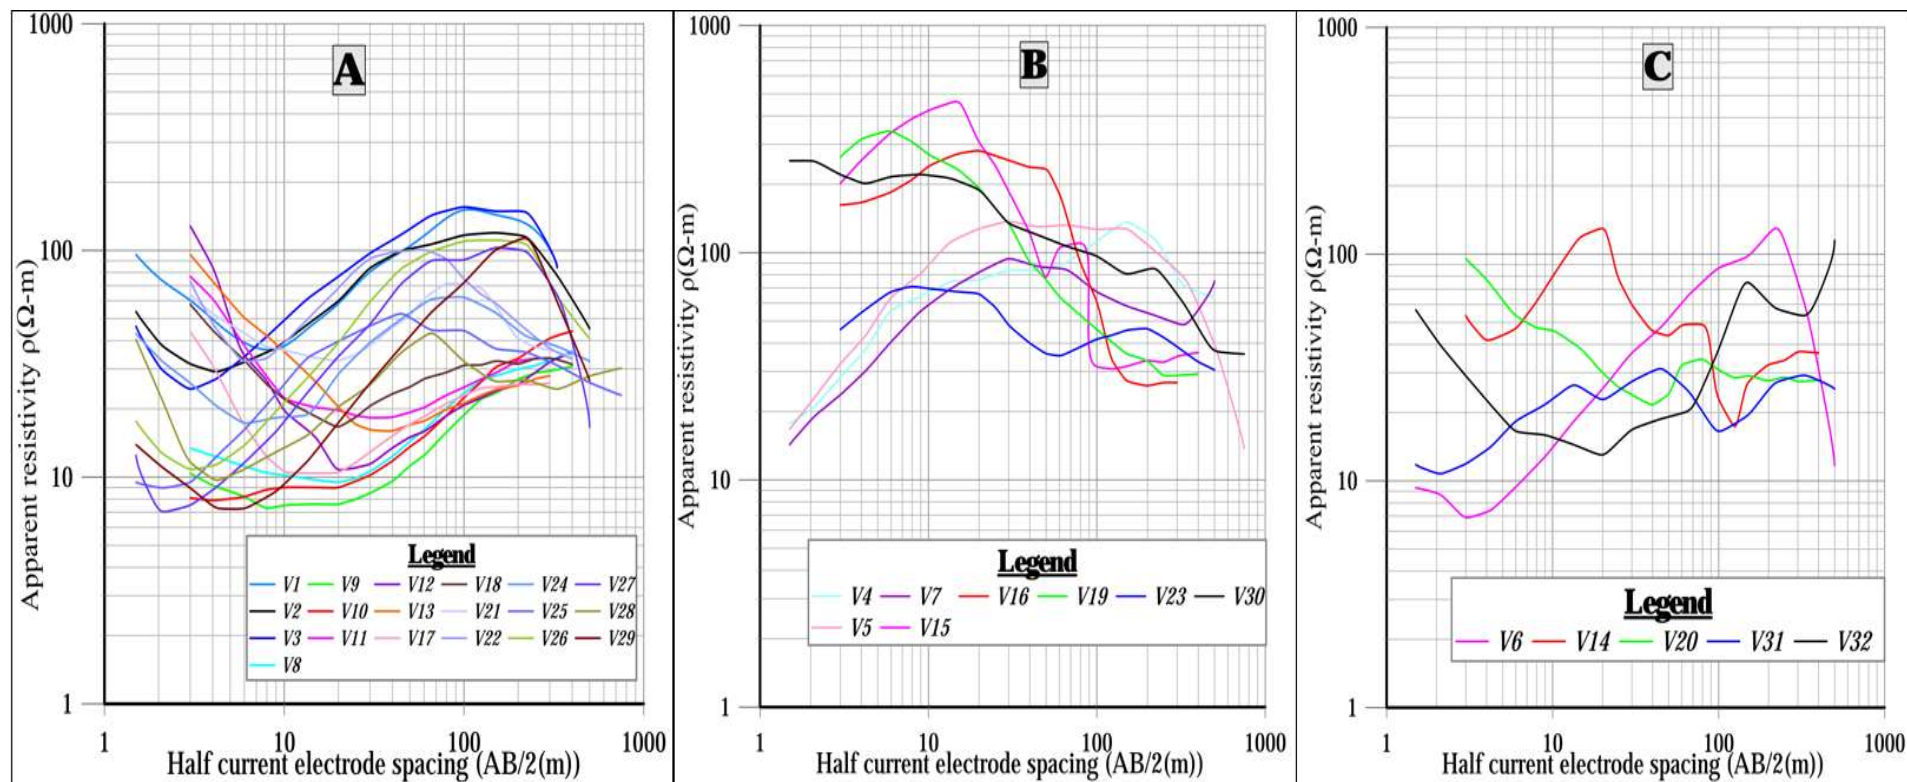 A
1000
100
10
1
Apparent resistivity ρ(Ω-m)
Legend
V1 V9 V12 V18 V24 V27
V2 V10 V13 V21 V25 V28
V3 V11 V17 V22 V26 V29
V8
1 10 100 1000
Half current electrode spacing (AB/2(m))
B
1000
100
10
1
Apparent resistivity ρ(Ω-m)
Legend
V4 V7 V16 V19 V23 V30
V5 V15
1 10 100 1000
Half current electrode spacing (AB/2(m))
C
1000
100
10
1
Apparent resistivity ρ(Ω-m)
Legend
V6 V14 V20 V31 V32
1 10 100 1000
Half current electrode spacing (AB/2(m))